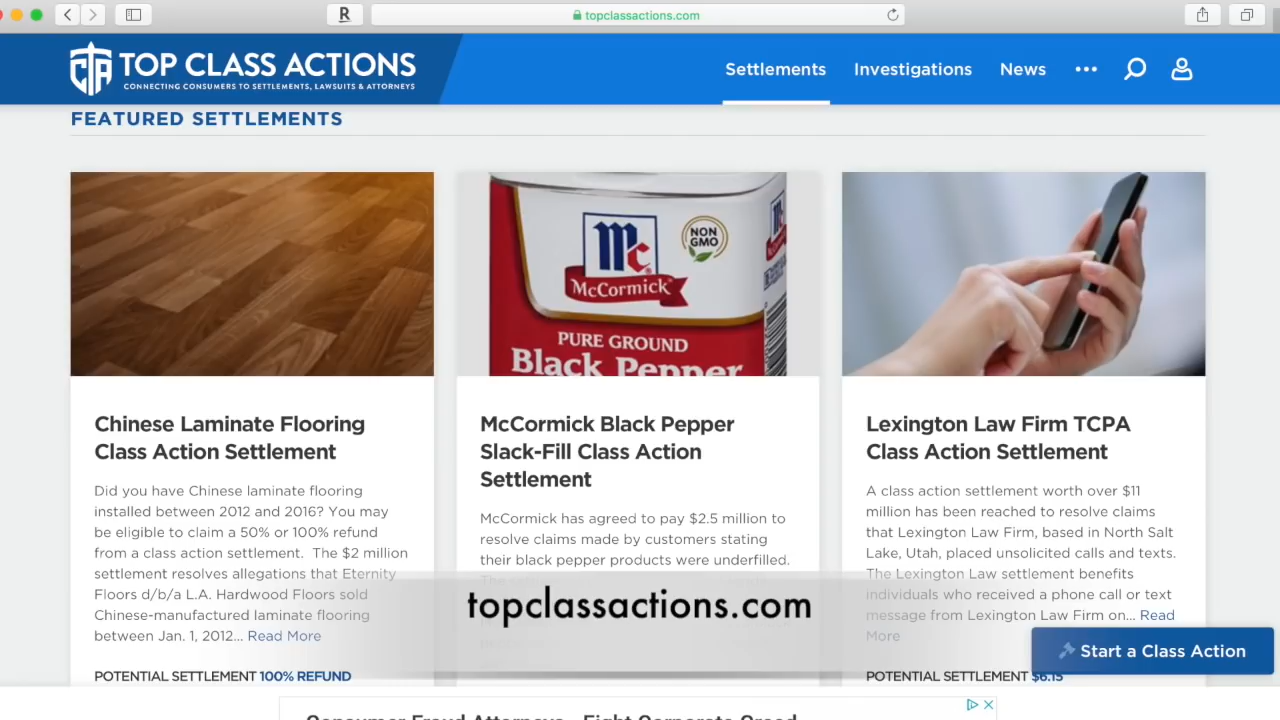 R
topclassactions.com
TOP CLASS ACTIONS
CONNECTING CONSUMERS TO SETTLEMENTS, LAWSUITS & ATTORNEYS
Settlements Investigations News
FEATURED SETTLEMENTS
NON
GMO
Mc
McCormick
PURE GROUND
Black Pepper
Chinese Laminate Flooring
Class Action Settlement
Did you have Chinese laminate flooring
installed between 2012 and 2016? You may
be eligible to claim a 50% or 100% refund
from a class action settlement. The $2 million
settlement resolves allegations that Eternity
Floors d/b/a L.A. Hardwood Floors sold
Chinese-manufactured laminate flooring
between Jan. 1, 2012... Read More
POTENTIAL SETTLEMENT 100% REFUND
McCormick Black Pepper
Slack-Fill Class Action
Settlement
McCormick has agreed to pay $2.5 million to
resolve claims made by customers stating
their black pepper products were underfilled.
Lexington Law Firm TCPA
Class Action Settlement
A class action settlement worth over $11
million has been reached to resolve claims
that Lexington Law Firm, based in North Salt
Lake, Utah, placed unsolicited calls and texts.
The Lexington Law settlement benefits
individuals who received a phone call or text
message from Lexington Law Firm on... Read
More
POTENTIAL SETTLEMENT $6.15
topclassactions.com
Start a Class Action
Consumer Fraud Attorneys - Fight Corporate Greed